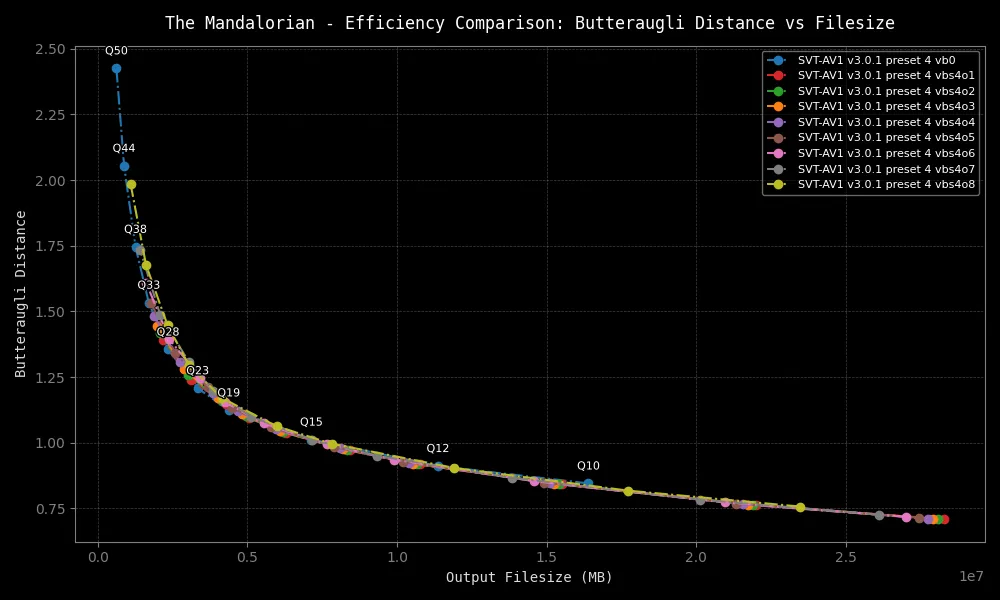 The Mandalorian - Efficiency Comparison: Butteraugli Distance vs Filesize
SVT-AV1 v3.0.1 preset 4 vb0
SVT-AV1 v3.0.1 preset 4 vbs4o1
SVT-AV1 v3.0.1 preset 4 vbs4o2
SVT-AV1 v3.0.1 preset 4 vbs4o3
SVT-AV1 v3.0.1 preset 4 vbs4o4
SVT-AV1 v3.0.1 preset 4 vbs4o5
SVT-AV1 v3.0.1 preset 4 vbs4o6
SVT-AV1 v3.0.1 preset 4 vbs4o7
SVT-AV1 v3.0.1 preset 4 vbs4o8
Q50
Q44
Q38
Q33
Q28
Q23
Q19
Q15
Q12
Q10
Butteraugli Distance
2.50
2.25
2.00
1.75
1.50
1.25
1.00
0.75
0.0 0.5 1.0 1.5 2.0 2.5
1e7
Output Filesize (MB)